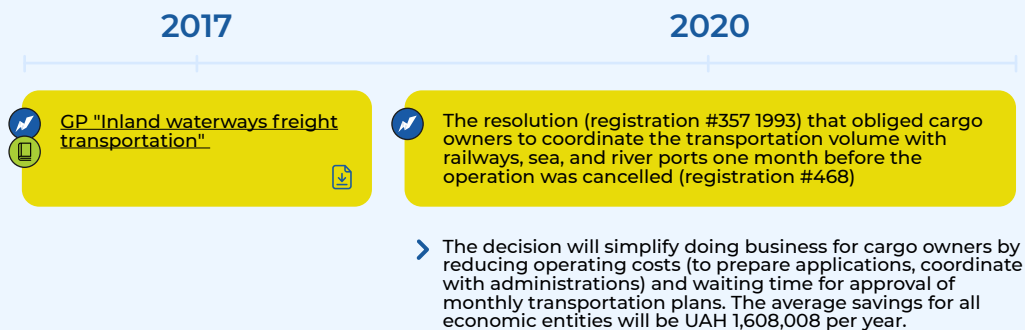 2017
2020
GP "Inland waterways freight
transportation"
The resolution (registration #357 1993) that obliged cargo
owners to coordinate the transportation volume with
railways, sea, and river ports one month before the
operation was cancelled (registration #468)
The decision will simplify doing business for cargo owners by
reducing operating costs (to prepare applications, coordinate
with administrations) and waiting time for approval of
monthly transportation plans. The average savings for all
economic entities will be UAH 1,608,008 per year.